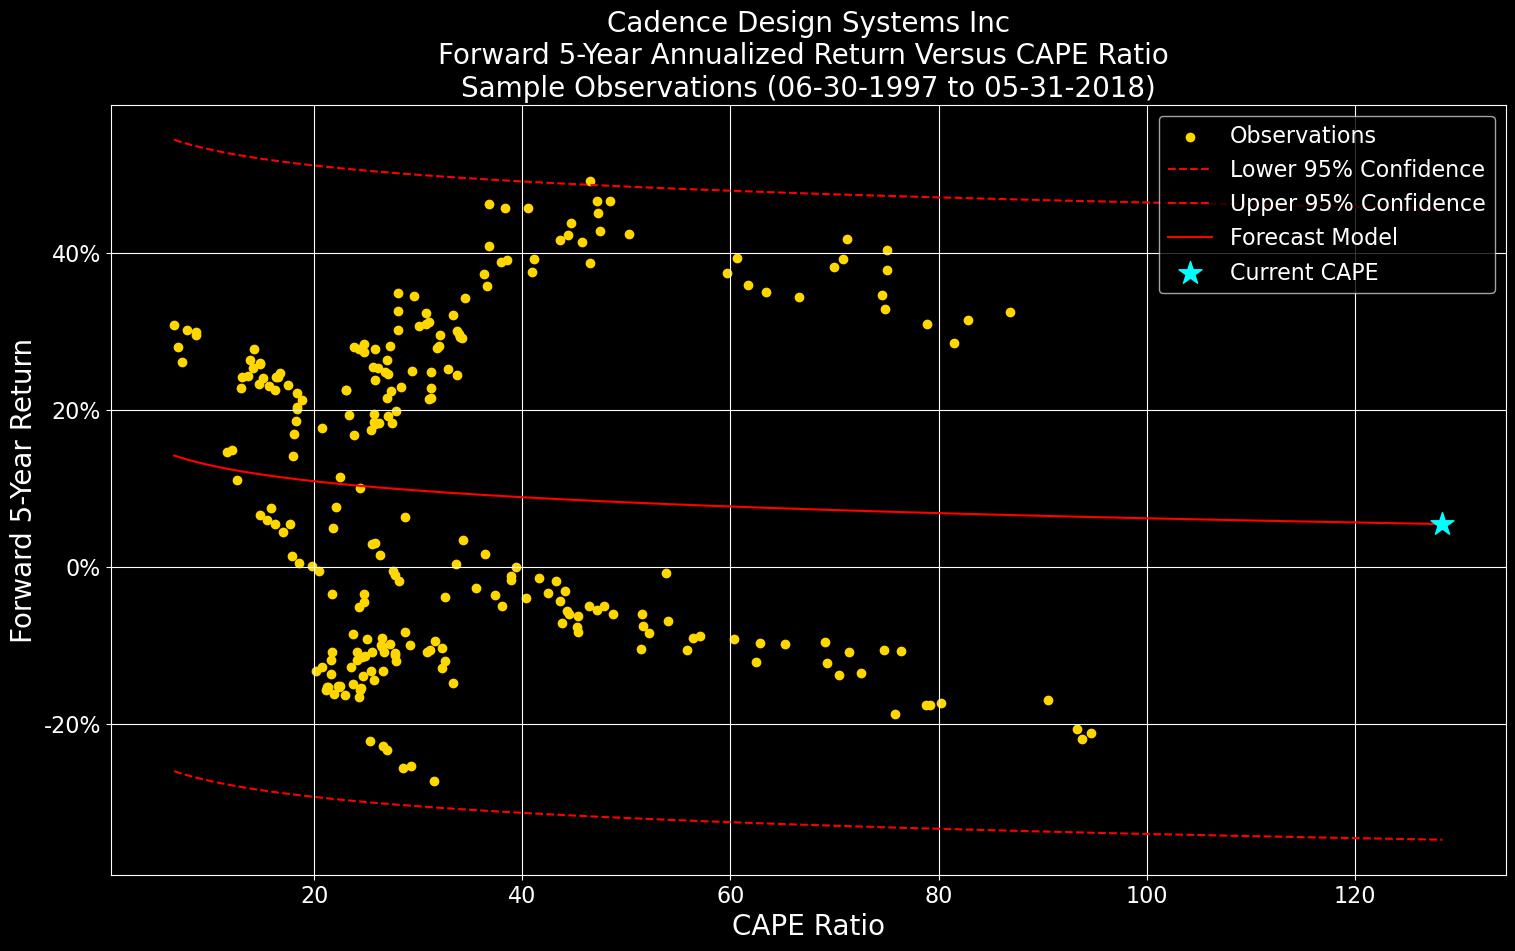 Cadence Design Systems Inc
Forward 5-Year Annualized Return Versus CAPE Ratio
Sample Observations (06-30-1997 to 05-31-2018)
Observations
Lower 95% Confidence
Upper 95% Confidence
Forecast Model
Current CAPE
Forward 5-Year Return
40%
20%
0%
-20%
20 40 60 80 100 120
CAPE Ratio